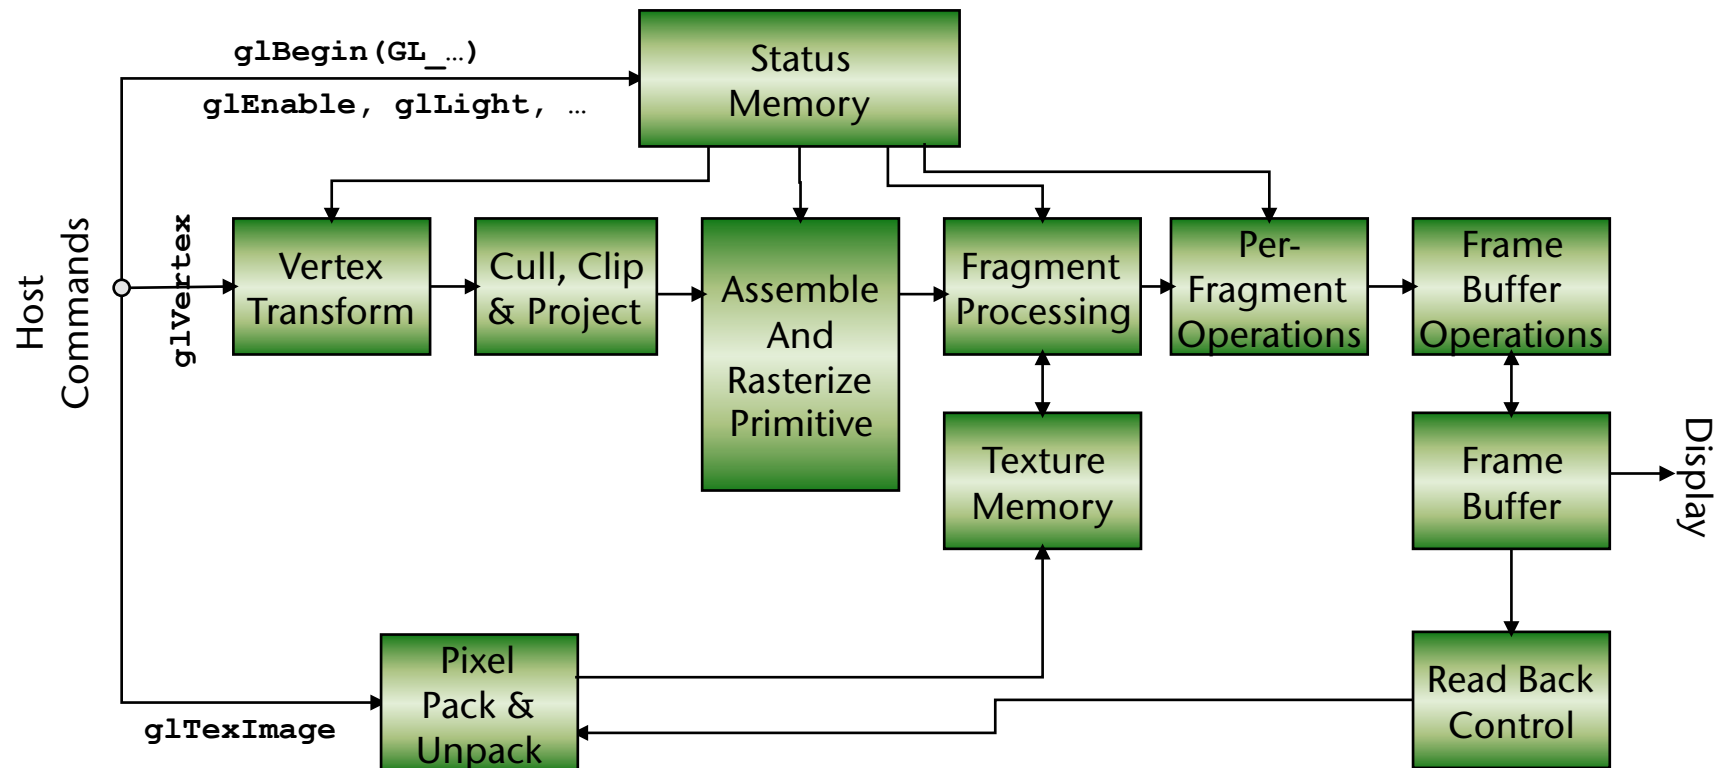 glBegin(GL_…)
glEnable, glLight, …
Status
Memory
Host
Commands
glVertex
Vertex
Transform
Cull, Clip
& Project
Assemble
And
Rasterize
Primitive
Fragment
Processing
Per-
Fragment
Operations
Frame
Buffer
Operations
Texture
Memory
Frame
Buffer
Display
glTexImage
Pixel
Pack &
Unpack
Read Back
Control